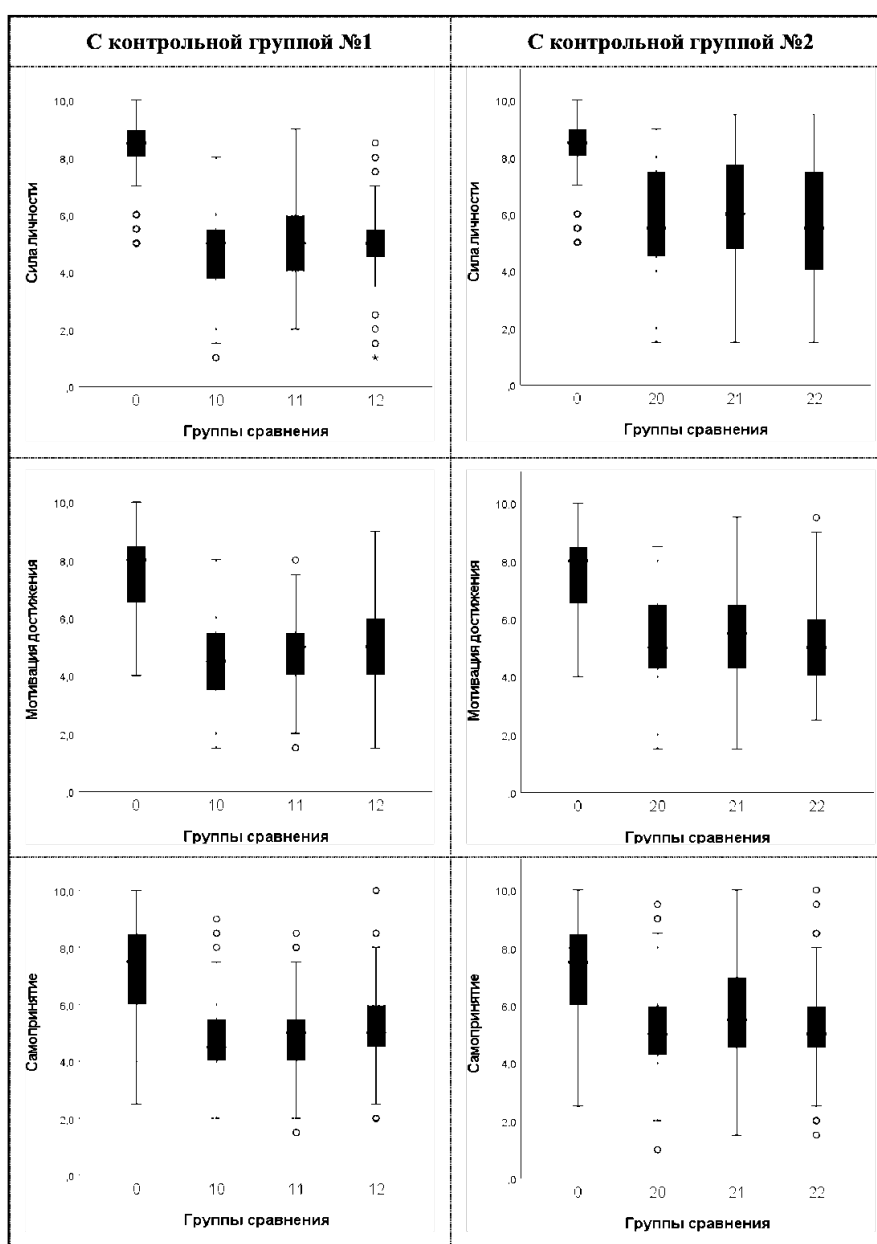 С контрольной группой №1
С контрольной группой №2
Сила личности
10,0
8,0
6,0
4,0
2,0
,0
0 10 11 12
Группы сравнения
Сила личности
10,0
8,0
6,0
4,0
2,0
,0
0 20 21 22
Группы сравнения
Мотивация достижения
10,0
8,0
6,0
4,0
2,0
,0
0 10 11 12
Группы сравнения
Мотивация достижения
10,0
8,0
6,0
4,0
2,0
,0
0 20 21 22
Группы сравнения
Самопринятие
10,0
8,0
6,0
4,0
2,0
,0
0 10 11 12
Группы сравнения
Самопринятие
10,0
8,0
6,0
4,0
2,0
,0
0 20 21 22
Группы сравнения